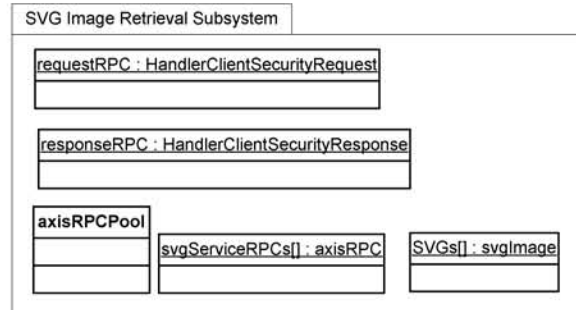 SVG Image Retrieval Subsystem
requestRPC : HandlerClientSecurityRequest
responseRPC : HandlerClientSecurityResponse
axisRPCPool
svgServiceRPCs[] : axisRPC
SVGs[] : svgImage